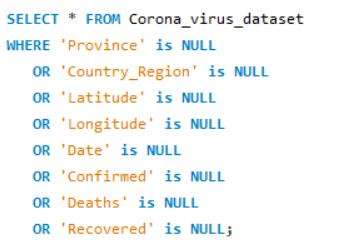 SELECT * FROM Corona_virus_dataset
WHERE 'Province' is NULL
OR 'Country_Region' is NULL
OR 'Latitude' is NULL
OR 'Longitude' is NULL
OR 'Date' is NULL
OR 'Confirmed' is NULL
OR 'Deaths' is NULL
OR 'Recovered' is NULL;